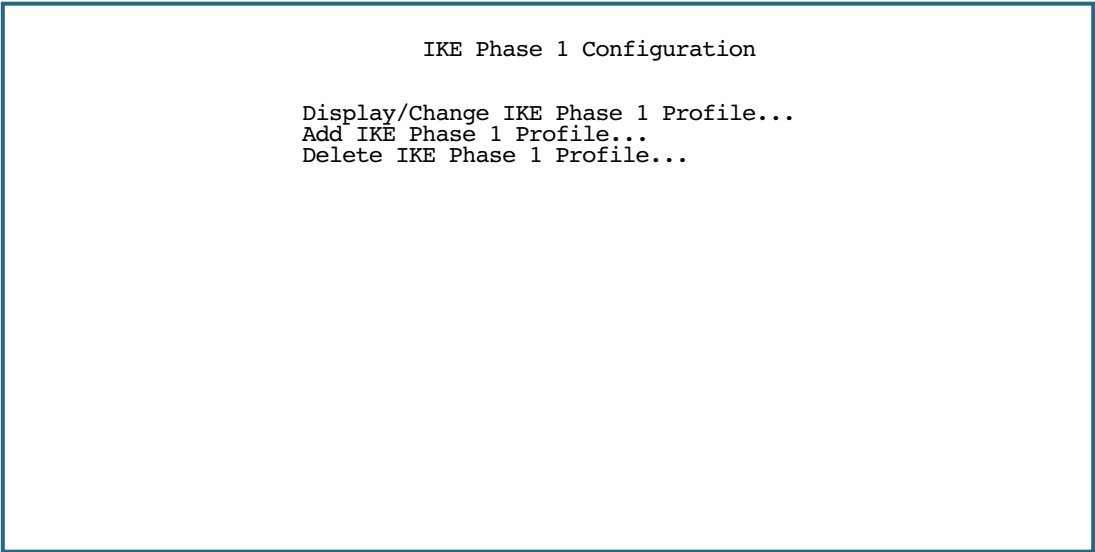 IKE Phase 1 Configuration
Display/Change IKE Phase 1 Profile...
Add IKE Phase 1 Profile...
Delete IKE Phase 1 Profile...